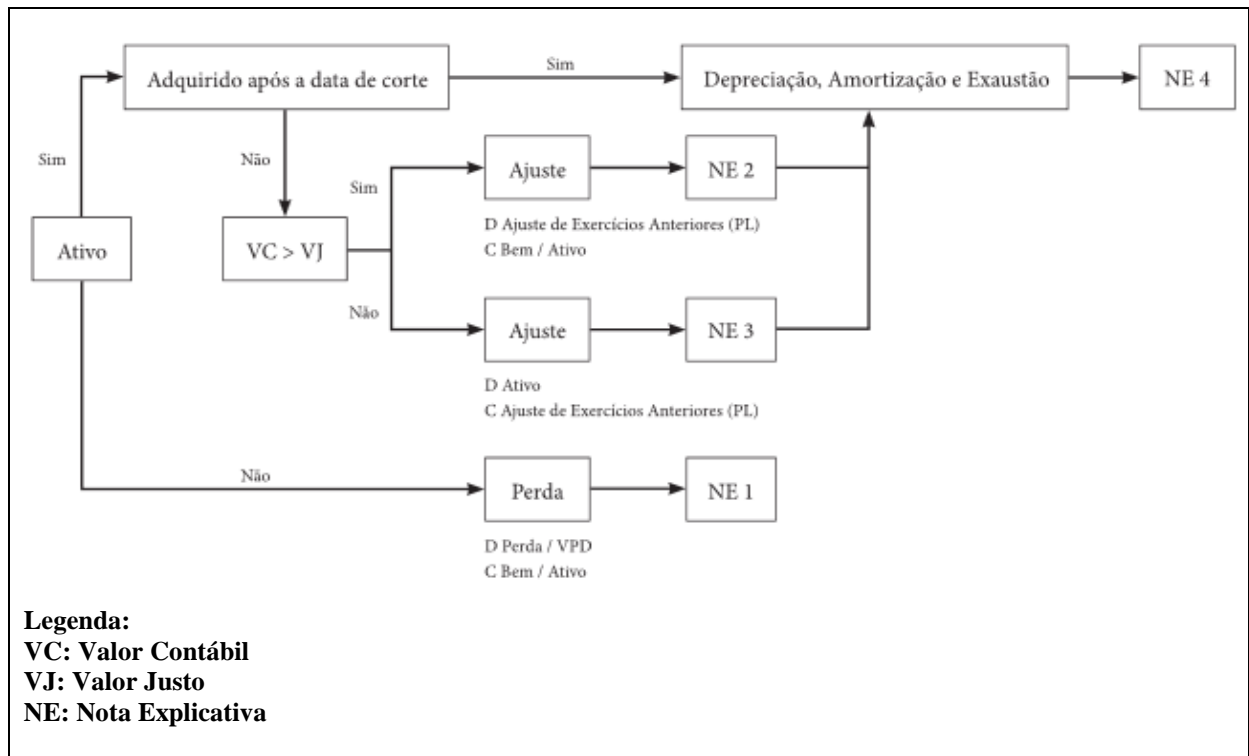 Adquirido após a data de corte
Sim
Depreciação, Amortização e Exaustão
NE 4
Sim
Não
Sim
Ajuste
NE 2
D Ajuste de Exercícios Anteriores (PL)
C Bem / Ativo
Ativo
VC > VJ
Não
Ajuste
NE 3
D Ativo
C Ajuste de Exercícios Anteriores (PL)
Não
Perda
NE 1
D Perda / VPD
C Bem / Ativo
Legenda:
VC: Valor Contábil
VJ: Valor Justo
NE: Nota Explicativa